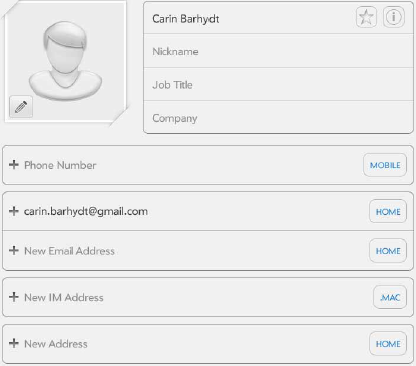 Carin Barhydt
Nickname
Job Title
Company
Phone Number MOBILE
carin.barhydt@gmail.com HOME
New Email Address HOME
New IM Address .MAC
New Address HOME